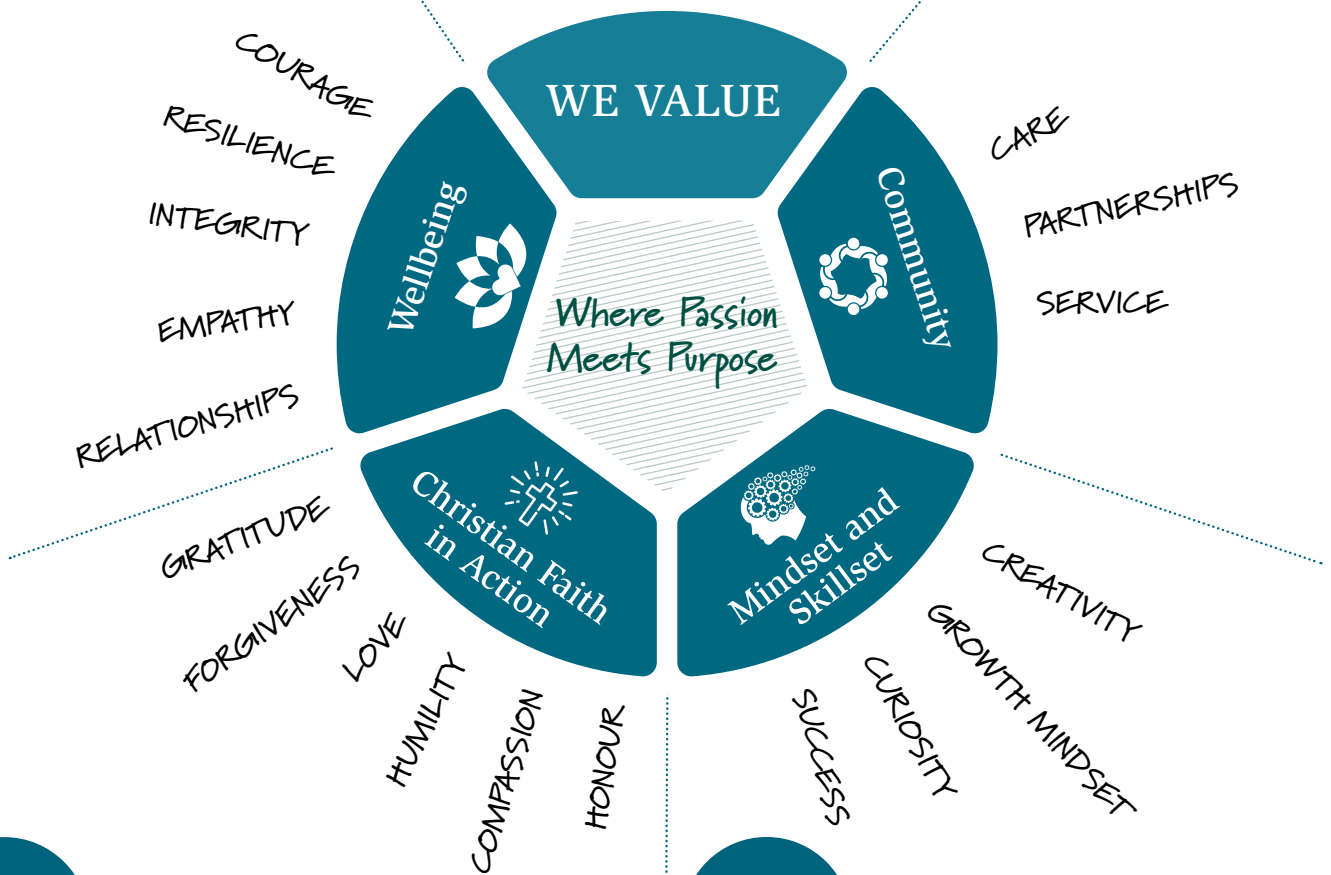 WE VALUE
Community
CARE
PARTNERSHIPS
SERVICE
Mindset and
Skillset
CREATIVITY
GROWTH MINDSET
CURIOSITY
SUCCESS
Christian Faith
in Action
HONOUR
COMPASSION
HUMILITY
LOVE
FORGIVENESS
GRATITUDE
Wellbeing
RELATIONSHIPS
EMPATHY
INTEGRITY
RESILIENCE
COURAGE
Where Passion
Meets Purpose